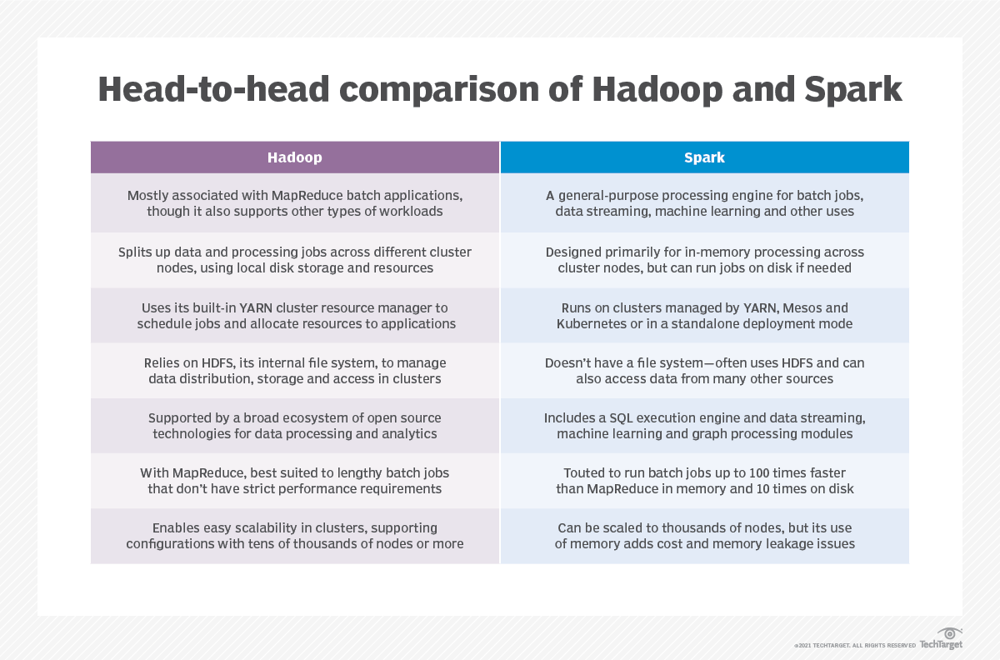 Head-to-head comparison of Hadoop and Spark
Hadoop
Spark
Mostly associated with MapReduce batch applications,
though it also supports other types of workloads
A general-purpose processing engine for batch jobs,
data streaming, machine learning and other uses
Splits up data and processing jobs across different cluster
nodes, using local disk storage and resources
Designed primarily for in-memory processing across
cluster nodes, but can run jobs on disk if needed
Uses its built-in YARN cluster resource manager to
schedule jobs and allocate resources to applications
Runs on clusters managed by YARN, Mesos and
Kubernetes or in a standalone deployment mode
Relies on HDFS, its internal file system, to manage
data distribution, storage and access in clusters
Doesn’t have a file system—often uses HDFS and can
also access data from many other sources
Supported by a broad ecosystem of open source
technologies for data processing and analytics
Includes a SQL execution engine and data streaming,
machine learning and graph processing modules
With MapReduce, best suited to lengthy batch jobs
that don’t have strict performance requirements
Touted to run batch jobs up to 100 times faster
than MapReduce in memory and 10 times on disk
Enables easy scalability in clusters, supporting
configurations with tens of thousands of nodes or more
Can be scaled to thousands of nodes, but its use
of memory adds cost and memory leakage issues
©2021 TECHTARGET. ALL RIGHTS RESERVED
TechTarget